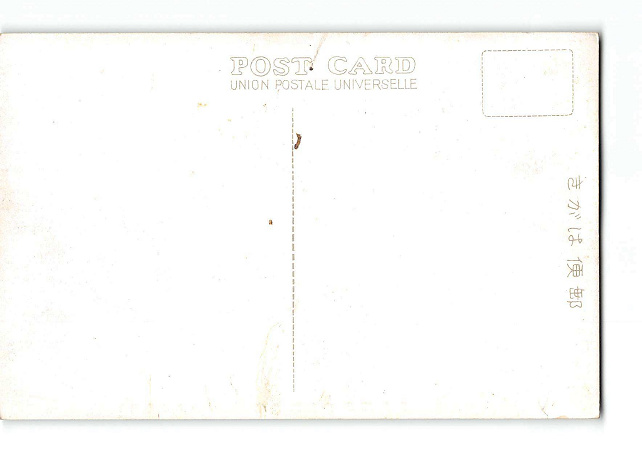 POST CARD
UNION POSTALE UNIVERSELLE
きがは便郵